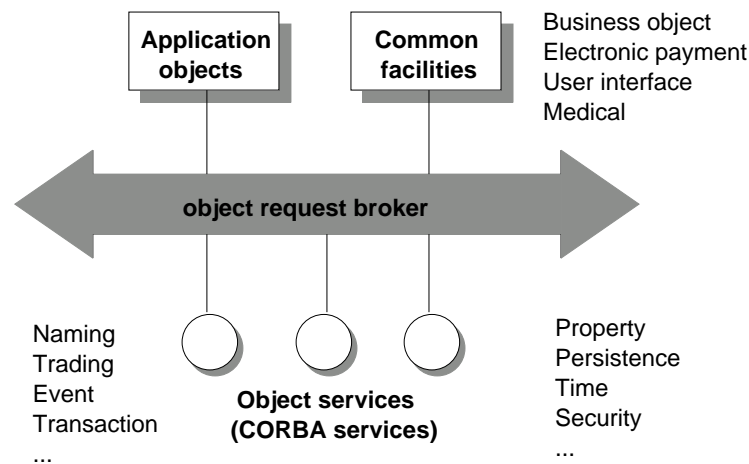 Application
objects
Common
facilities
Business object
Electronic payment
User interface
Medical
object request broker
Naming
Trading
Event
Transaction
...
Object services
(CORBA services)
Property
Persistence
Time
Security
...